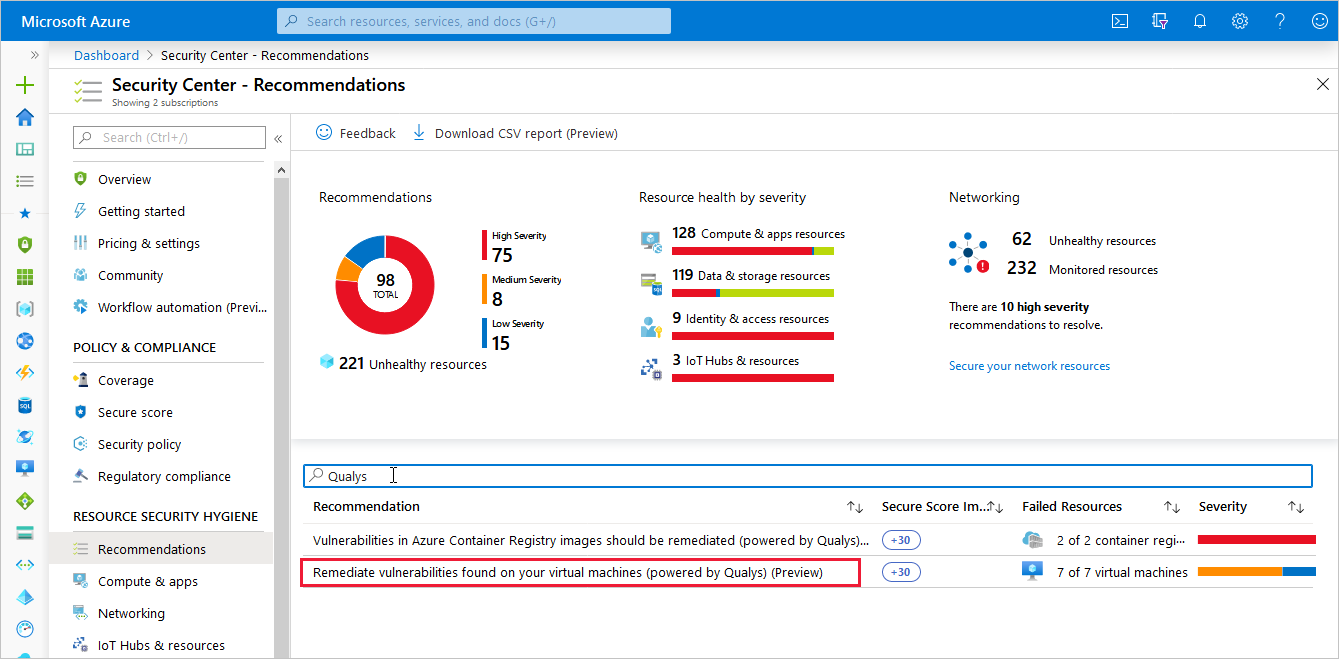 Microsoft Azure
Search resources, services, and docs (G+/)
Dashboard > Security Center - Recommendations
Security Center - Recommendations
Showing 2 subscriptions
Search (Ctrl+/)
Overview
Getting started
Pricing & settings
Community
Workflow automation (Previ...
POLICY & COMPLIANCE
Coverage
Secure score
Security policy
Regulatory compliance
RESOURCE SECURITY HYGIENE
Recommendations
Compute & apps
Networking
IoT Hubs & resources
Feedback
Download CSV report (Preview)
Recommendations
98
TOTAL
High Severity
75
Medium Severity
8
Low Severity
15
221 Unhealthy resources
Resource health by severity
128 Compute & apps resources
119 Data & storage resources
9 Identity & access resources
3 IoT Hubs & resources
Networking
62 Unhealthy resources
232 Monitored resources
There are 10 high severity
recommendations to resolve.
Secure your network resources
Qualys
Recommendation Secure Score Im... Failed Resources Severity
Vulnerabilities in Azure Container Registry images should be remediated (powered by Qualys)... +30 2 of 2 container regi...
Remediate vulnerabilities found on your virtual machines (powered by Qualys) (Preview) +30 7 of 7 virtual machines